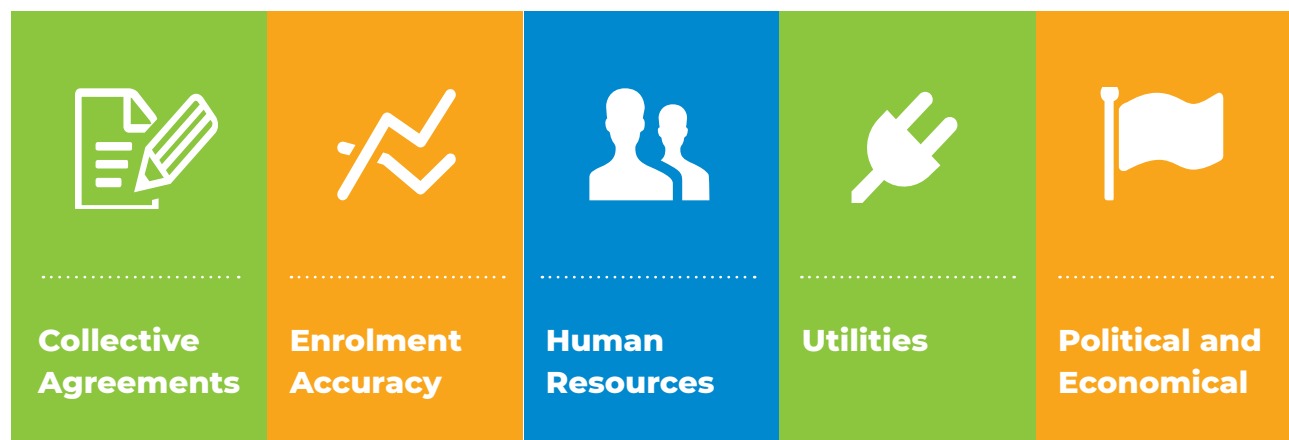 Collective
Agreements
Enrolment
Accuracy
Human
Resources
Utilities
Political and
Economical